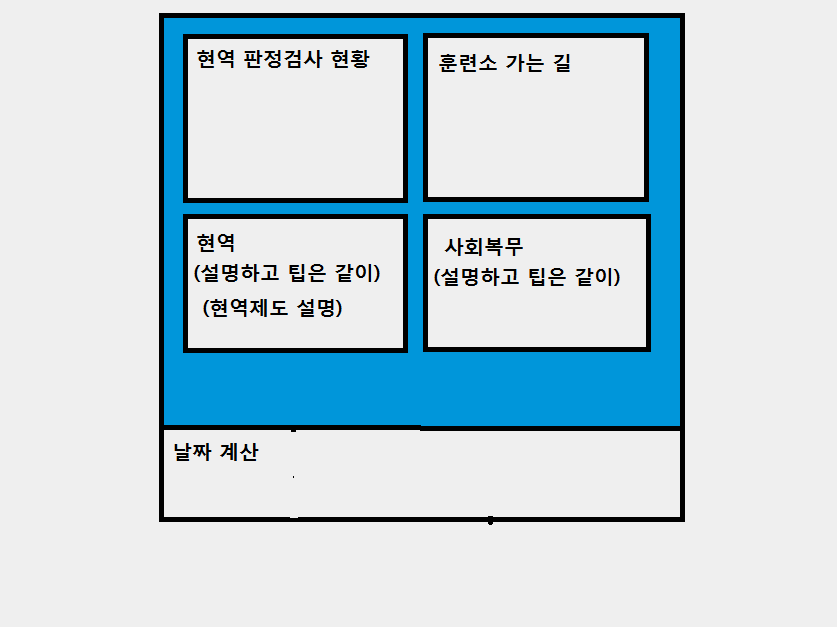 현역 판정검사 현황
훈련소 가는 길
현역
(설명하고 팁은 같이)
(현역제도 설명)
사회복무
(설명하고 팁은 같이)
날짜 계산